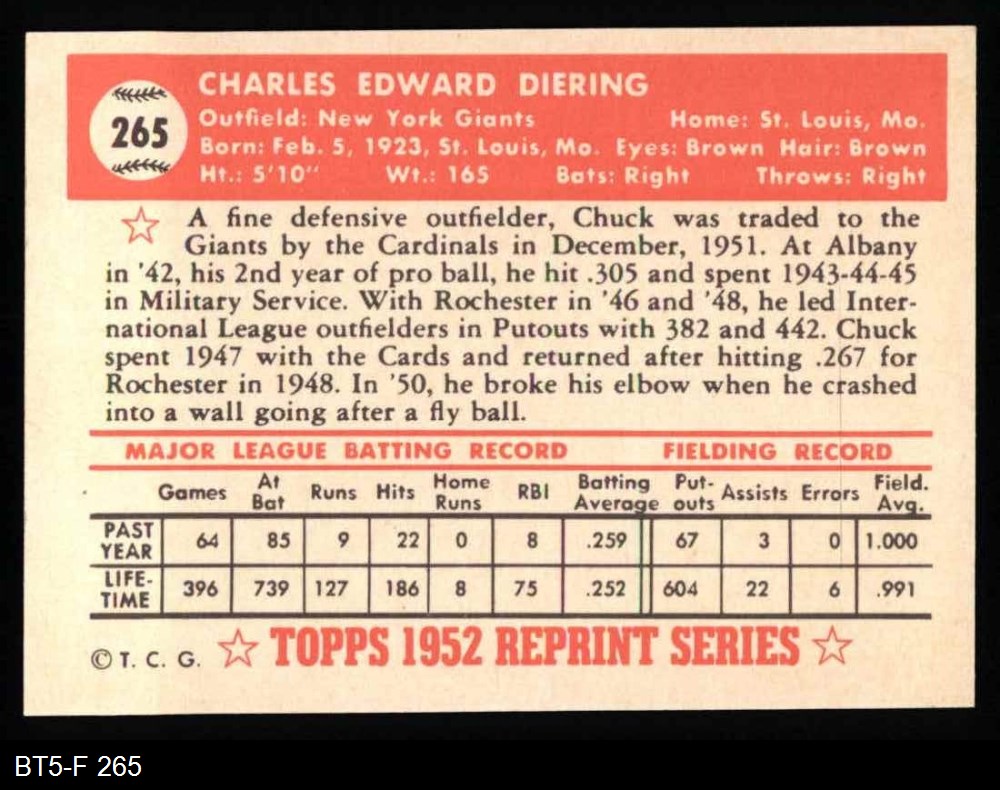 265
CHARLES EDWARD DIERING
Outfield: New York Giants Home: St. Louis, Mo.
Born: Feb. 5, 1923, St. Louis, Mo. Eyes: Brown Hair: Brown
Ht.: 5'10" Wt.: 165 Bats: Right Throws: Right
A fine defensive outfielder, Chuck was traded to the
Giants by the Cardinals in December, 1951. At Albany
in '42, his 2nd year of pro ball, he hit .305 and spent 1943-44-45
in Military Service. With Rochester in '46 and '48, he led Inter-
national League outfielders in Putouts with 382 and 442. Chuck
spent 1947 with the Cards and returned after hitting .267 for
Rochester in 1948. In '50, he broke his elbow when he crashed
into a wall going after a fly ball.
MAJOR LEAGUE BATTING RECORD FIELDING RECORD
Games At Bat Runs Hits Home Runs RBI Batting Average Put-outs Assists Errors Field. Avg.
PAST YEAR 64 85 9 22 0 8 .259 67 3 0 1.000
LIFE-TIME 396 739 127 186 8 75 .252 604 22 6 .991
© T. C. G. TOPPS 1952 REPRINT SERIES
BT5-F 265